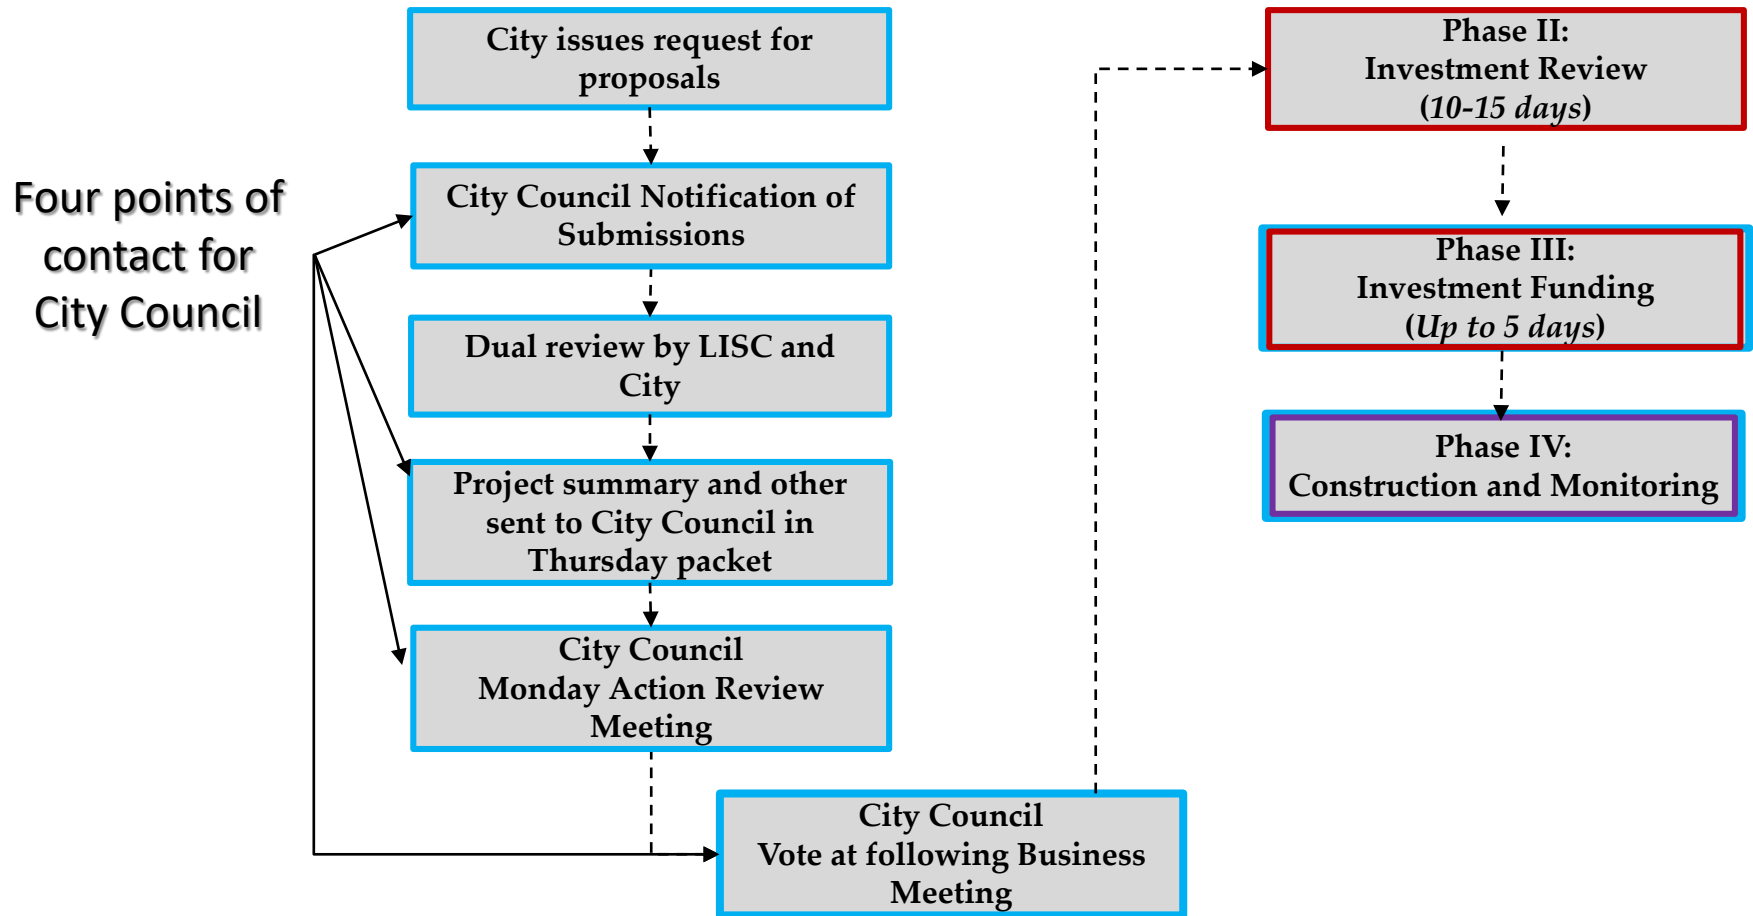 City issues request for
proposals
Four points of
contact for
City Council
City Council Notification of
Submissions
Dual review by LISC and
City
Project summary and other
sent to City Council in
Thursday packet
City Council
Monday Action Review
Meeting
City Council
Vote at following Business
Meeting
Phase II:
Investment Review
(10-15 days)
Phase III:
Investment Funding
(Up to 5 days)
Phase IV:
Construction and Monitoring